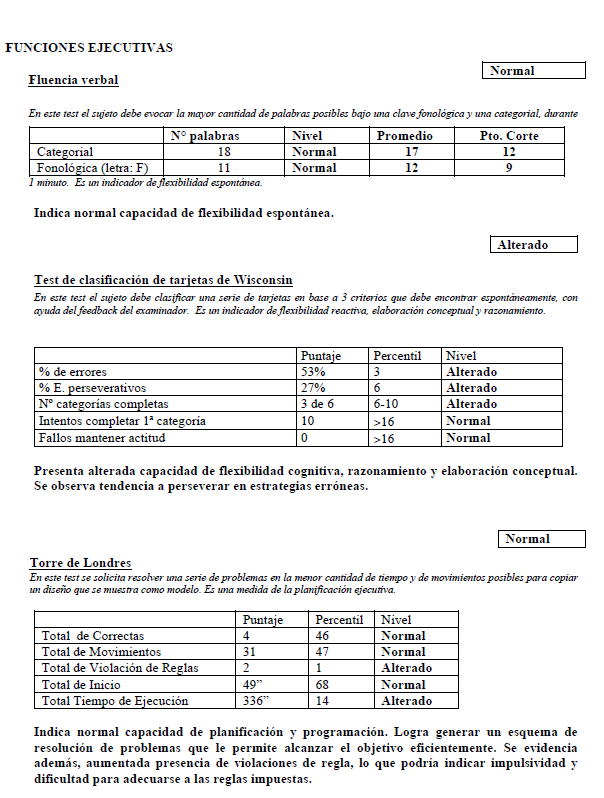 FUNCIONES EJECUTIVAS
Normal
Fluencia verbal
En este test el sujeto debe evocar la mayor cantidad de palabras posibles bajo una clave fonológica y una categorial, durante
N° palabras Nivel Promedio Pto. Corte
Categorial 18 Normal 17 12
Fonológica (letra: F) 11 Normal 12 9
1 minuto. Es un indicador de flexibilidad espontánea.
Indica normal capacidad de flexibilidad espontánea.
Alterado
Test de clasificación de tarjetas de Wisconsin
En este test el sujeto debe clasificar una serie de tarjetas en base a 3 criterios que debe encontrar espontáneamente, con
ayuda del feedback del examinador. Es un indicador de flexibilidad reactiva, elaboración conceptual y razonamiento.
Puntaje Percentil Nivel
% de errores 53% 3 Alterado
% E. perseverativos 27% 6 Alterado
Nº categorías completas 3 de 6 6-10 Alterado
Intentos completar 1ª categoría 10 >16 Normal
Fallos mantener actitud 0 >16 Normal
Presenta alterada capacidad de flexibilidad cognitiva, razonamiento y elaboración conceptual.
Se observa tendencia a perseverar en estrategias erróneas.
Normal
Torre de Londres
En este test se solicita resolver una serie de problemas en la menor cantidad de tiempo y de movimientos posibles para copiar
un diseño que se muestra como modelo. Es una medida de la planificación ejecutiva.
Puntaje Percentil Nivel
Total de Correctas 4 46 Normal
Total de Movimientos 31 47 Normal
Total de Violación de Reglas 2 1 Alterado
Total de Inicio 49” 68 Normal
Total Tiempo de Ejecución 336” 14 Alterado
Indica normal capacidad de planificación y programación. Logra generar un esquema de
resolución de problemas que le permite alcanzar el objetivo eficientemente. Se evidencia
además, aumentada presencia de violaciones de regla, lo que podría indicar impulsividad y
dificultad para adecuarse a las reglas impuestas.